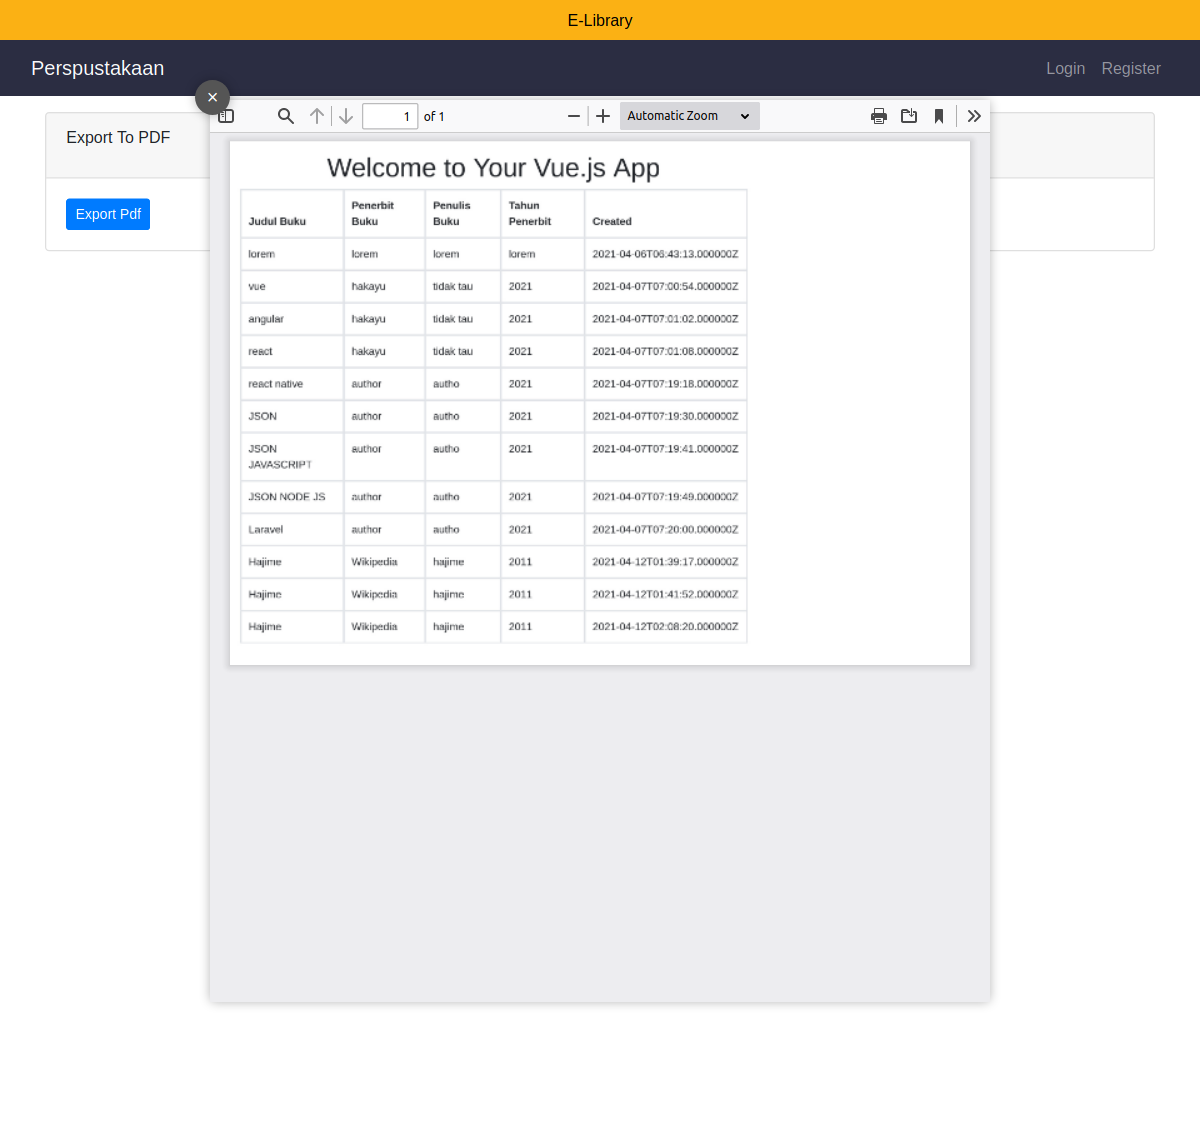 E-Library
Perspustakaan Login Register
1 of 1 Automatic Zoom
Export To PDF
Export Pdf
Welcome to Your Vue.js App
Judul Buku Penerbit Buku Penulis Buku Tahun Penerbit Created
lorem lorem lorem lorem 2021-04-06T06:43:13.000000Z
vue hakayu tidak tau 2021 2021-04-07T07:00:54.000000Z
angular hakayu tidak tau 2021 2021-04-07T07:01:02.000000Z
react hakayu tidak tau 2021 2021-04-07T07:01:08.000000Z
react native author autho 2021 2021-04-07T07:19:18.000000Z
JSON author autho 2021 2021-04-07T07:19:30.000000Z
JSON JAVASCRIPT author autho 2021 2021-04-07T07:19:41.000000Z
JSON NODE JS author autho 2021 2021-04-07T07:19:49.000000Z
Laravel author autho 2021 2021-04-07T07:20:00.000000Z
Hajime Wikipedia hajime 2011 2021-04-12T01:39:17.000000Z
Hajime Wikipedia hajime 2011 2021-04-12T01:41:52.000000Z
Hajime Wikipedia hajime 2011 2021-04-12T02:08:20.000000Z